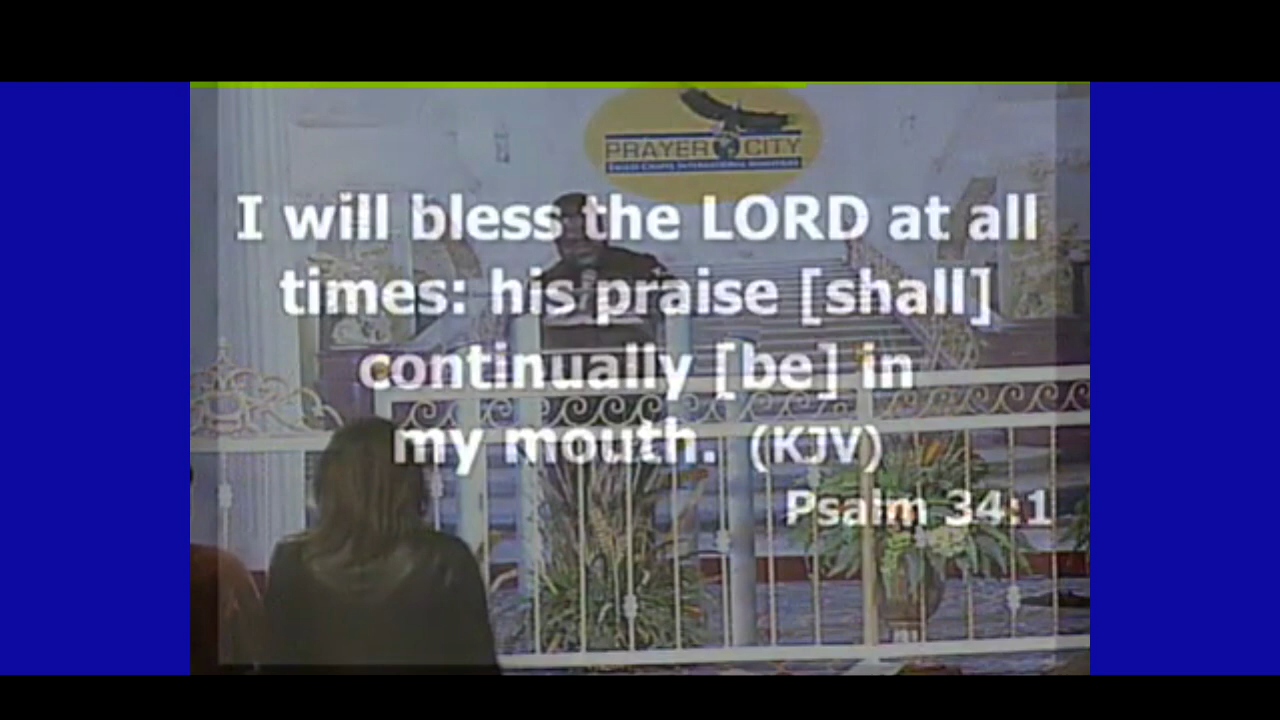 PRAYER CITY
I will bless the LORD at all
times: his praise [shall]
continually [be] in
my mouth. (KJV)
Psalm 34:1